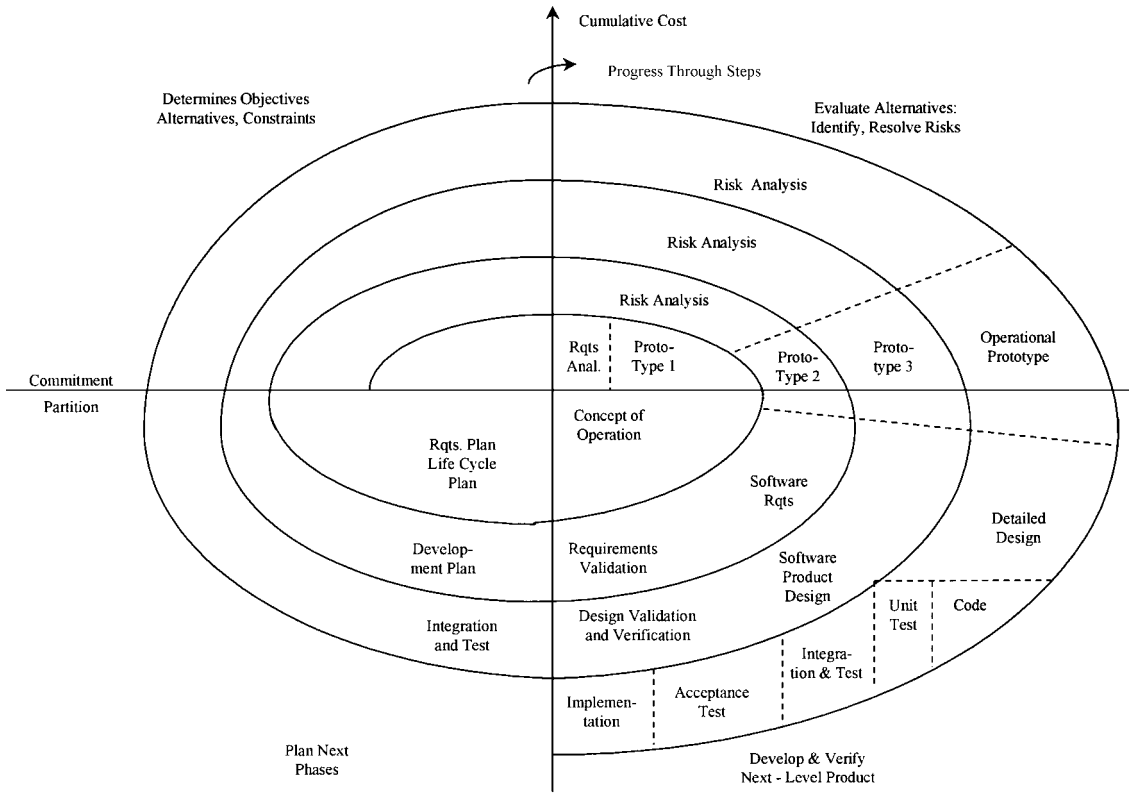 Cumulative Cost
Progress Through Steps
Determines Objectives
Alternatives, Constraints
Evaluate Alternatives:
Identify, Resolve Risks
Risk Analysis
Risk Analysis
Risk Analysis
Rqts
Anal.
Proto-
Type 1
Proto-
Type 2
Proto-
type 3
Operational
Prototype
Commitment
Partition
Concept of
Operation
Rqts. Plan
Life Cycle
Plan
Software
Rqts
Detailed
Design
Develop-
ment Plan
Requirements
Validation
Software
Product
Design
Integration
and Test
Design Validation
and Verification
Unit
Test
Code
Integra-
tion & Test
Implemen-
tation
Acceptance
Test
Plan Next
Phases
Develop & Verify
Next - Level Product